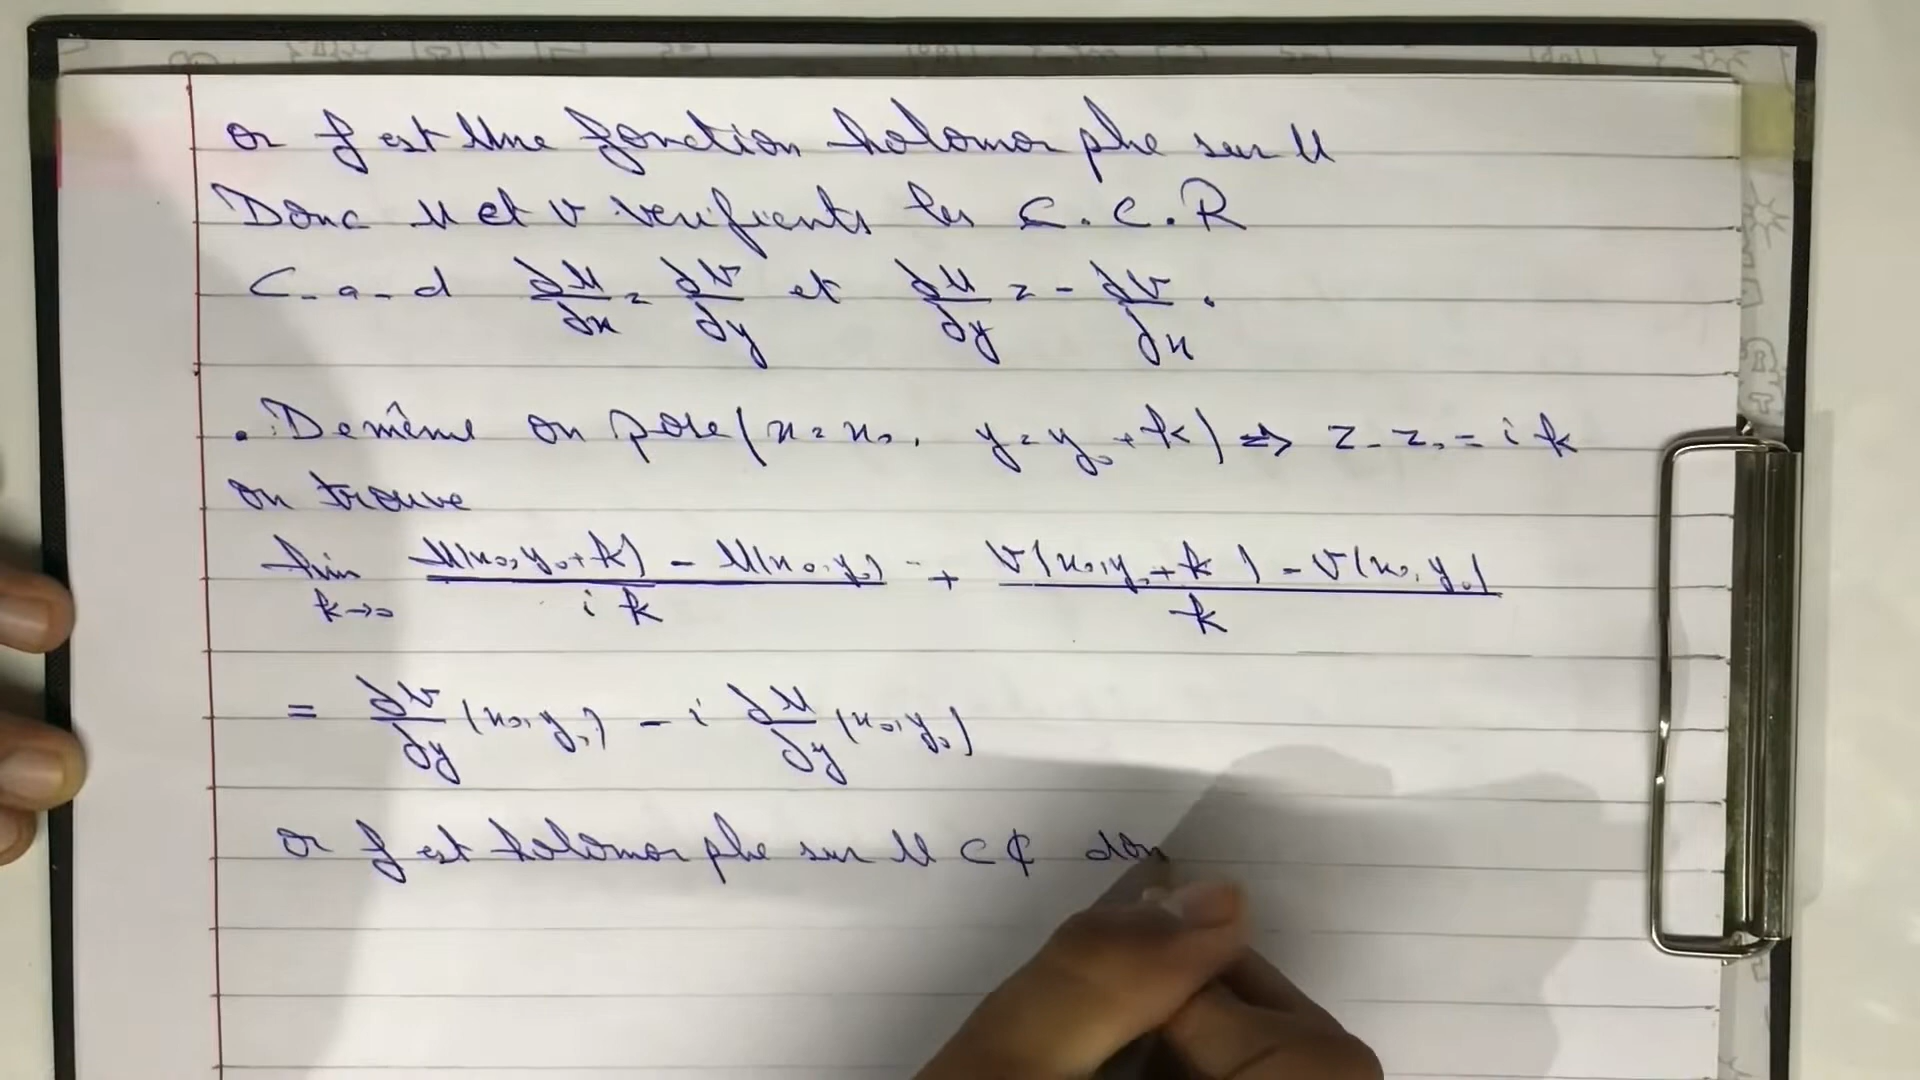 or f est Une fonction holomorphe sur U
Donc u et v verifients les C.C.R
C-a-d ∂u/∂x = ∂v/∂y et ∂u/∂y = - ∂v/∂x .
. De même on pose (x = x₀, y = y₀ + k) => z - z₀ = i k
on trouve
lim k→0 (u(x₀, y₀+k) - u(x₀, y₀))/(i k) + (v(x₀, y₀+k) - v(x₀, y₀))/k
= ∂v/∂y (x₀, y₀) - i ∂u/∂y (x₀, y₀)
or f est holomorphe sur U ⊂ ₵ don